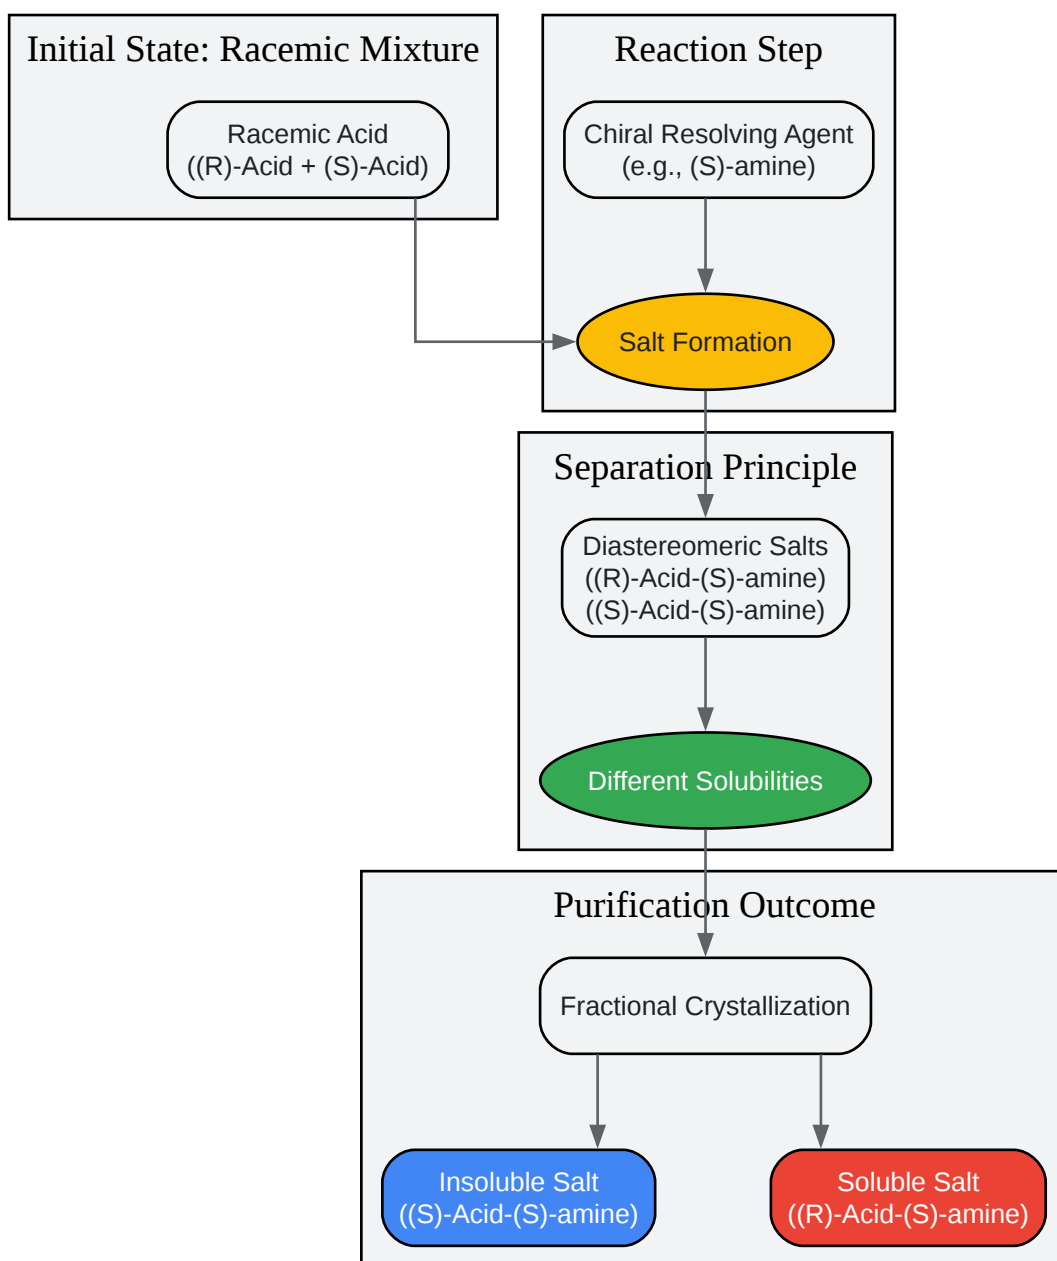 Initial State: Racemic Mixture
Racemic Acid
((R)-Acid + (S)-Acid)
Reaction Step
Chiral Resolving Agent
(e.g., (S)-amine)
Salt Formation
Separation Principle
Diastereomeric Salts
((R)-Acid-(S)-amine)
((S)-Acid-(S)-amine)
Different Solubilities
Purification Outcome
Fractional Crystallization
Insoluble Salt
((S)-Acid-(S)-amine)
Soluble Salt
((R)-Acid-(S)-amine)